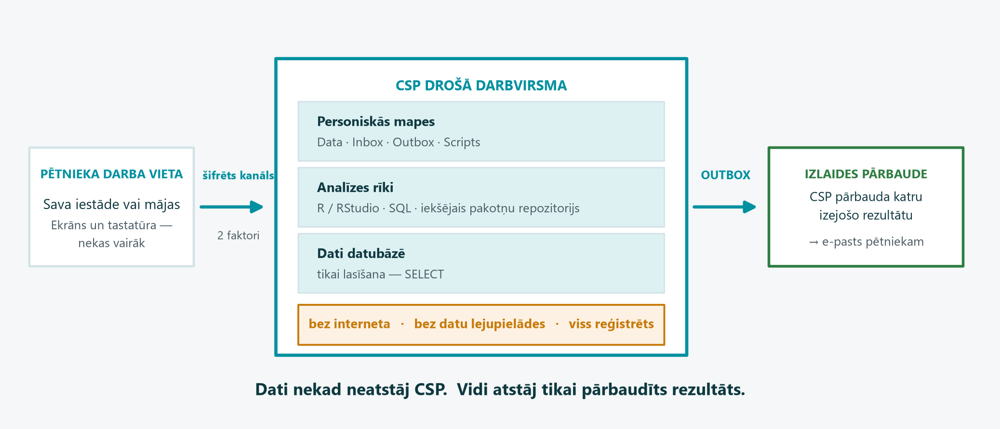 PĒTNIEKA DARBA VIETA
Sava iestāde vai mājas
Ekrāns un tastatūra —
nekas vairāk
šifrēts kanāls
2 faktori
CSP DROŠĀ DARBVIRSMA
Personiskās mapes
Data · Inbox · Outbox · Scripts
Analīzes rīki
R / RStudio · SQL · iekšējais pakotņu repozitorijs
Dati datubāzē
tikai lasīšana — SELECT
bez interneta · bez datu lejupielādes · viss reģistrēts
OUTBOX
IZLAIDES PĀRBAUDE
CSP pārbauda katru
izejošo rezultātu
→ e-pasts pētniekam
Dati nekad neatstāj CSP. Vidi atstāj tikai pārbaudīts rezultāts.